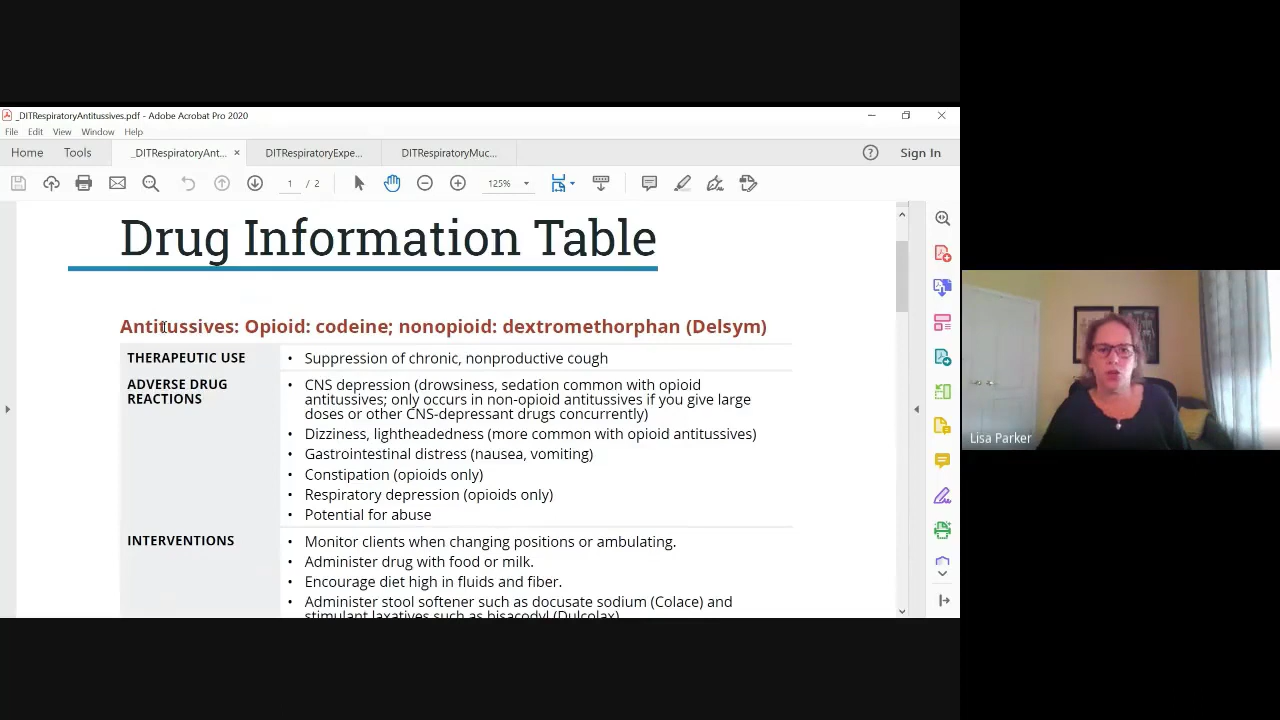 _DITRespiratoryAntitussives.pdf - Adobe Acrobat Pro 2020
File Edit View Window Help
Home Tools _DITRespiratoryAnt... × DITRespiratoryExpe... DITRespiratoryMuc... Sign In
1 / 2 125%
Drug Information Table
Antitussives: Opioid: codeine; nonopioid: dextromethorphan (Delsym)
THERAPEUTIC USE • Suppression of chronic, nonproductive cough
ADVERSE DRUG
REACTIONS
• CNS depression (drowsiness, sedation common with opioid
antitussives; only occurs in non-opioid antitussives if you give large
doses or other CNS-depressant drugs concurrently)
• Dizziness, lightheadedness (more common with opioid antitussives)
• Gastrointestinal distress (nausea, vomiting)
• Constipation (opioids only)
• Respiratory depression (opioids only)
• Potential for abuse
INTERVENTIONS • Monitor clients when changing positions or ambulating.
• Administer drug with food or milk.
• Encourage diet high in fluids and fiber.
• Administer stool softener such as docusate sodium (Colace) and
stimulant laxatives such as bisacodyl (Dulcolax)
Lisa Parker